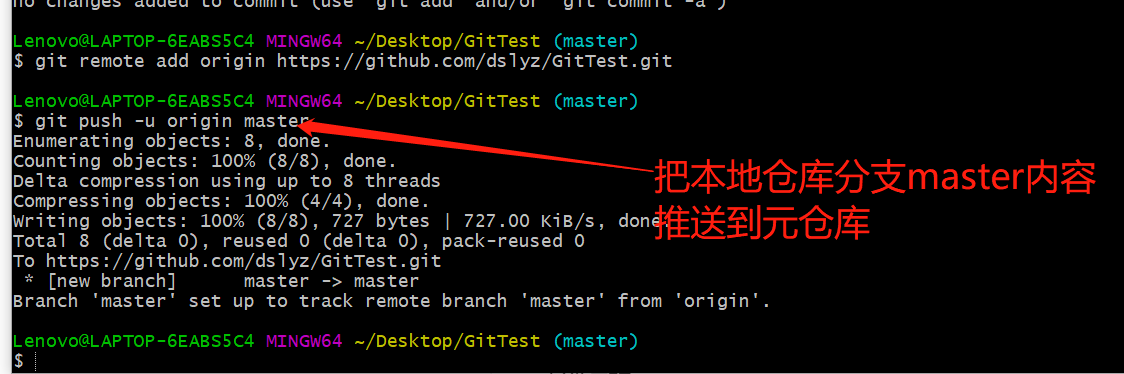 no changes added to commit (use "git add" and/or "git commit -a")
Lenovo@LAPTOP-6EABS5C4 MINGW64 ~/Desktop/GitTest (master)
$ git remote add origin https://github.com/dslyz/GitTest.git
Lenovo@LAPTOP-6EABS5C4 MINGW64 ~/Desktop/GitTest (master)
$ git push -u origin master
Enumerating objects: 8, done.
Counting objects: 100% (8/8), done.
Delta compression using up to 8 threads
Compressing objects: 100% (4/4), done.
Writing objects: 100% (8/8), 727 bytes | 727.00 KiB/s, done.
Total 8 (delta 0), reused 0 (delta 0), pack-reused 0
To https://github.com/dslyz/GitTest.git
 * [new branch]      master -> master
Branch 'master' set up to track remote branch 'master' from 'origin'.
把本地仓库分支master内容
推送到元仓库
Lenovo@LAPTOP-6EABS5C4 MINGW64 ~/Desktop/GitTest (master)
$